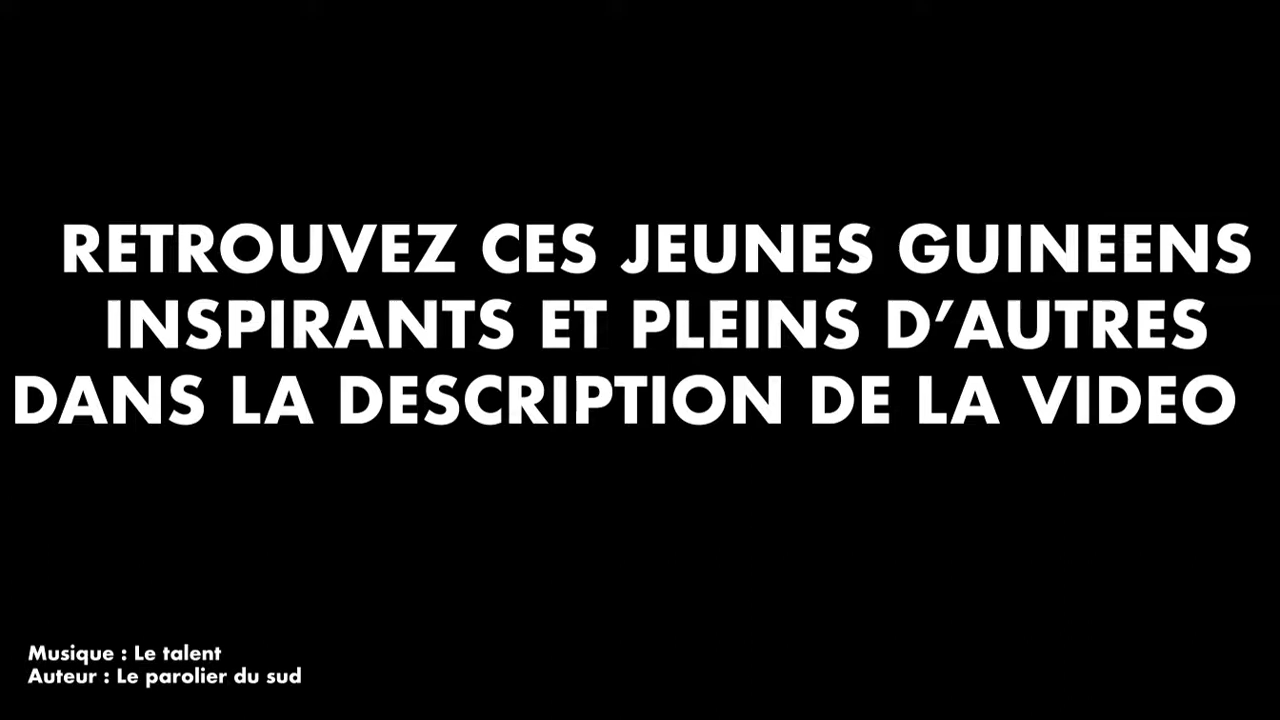 RETROUVEZ CES JEUNES GUINEENS
INSPIRANTS ET PLEINS D’AUTRES
DANS LA DESCRIPTION DE LA VIDEO
Musique : Le talent
Auteur : Le parolier du sud